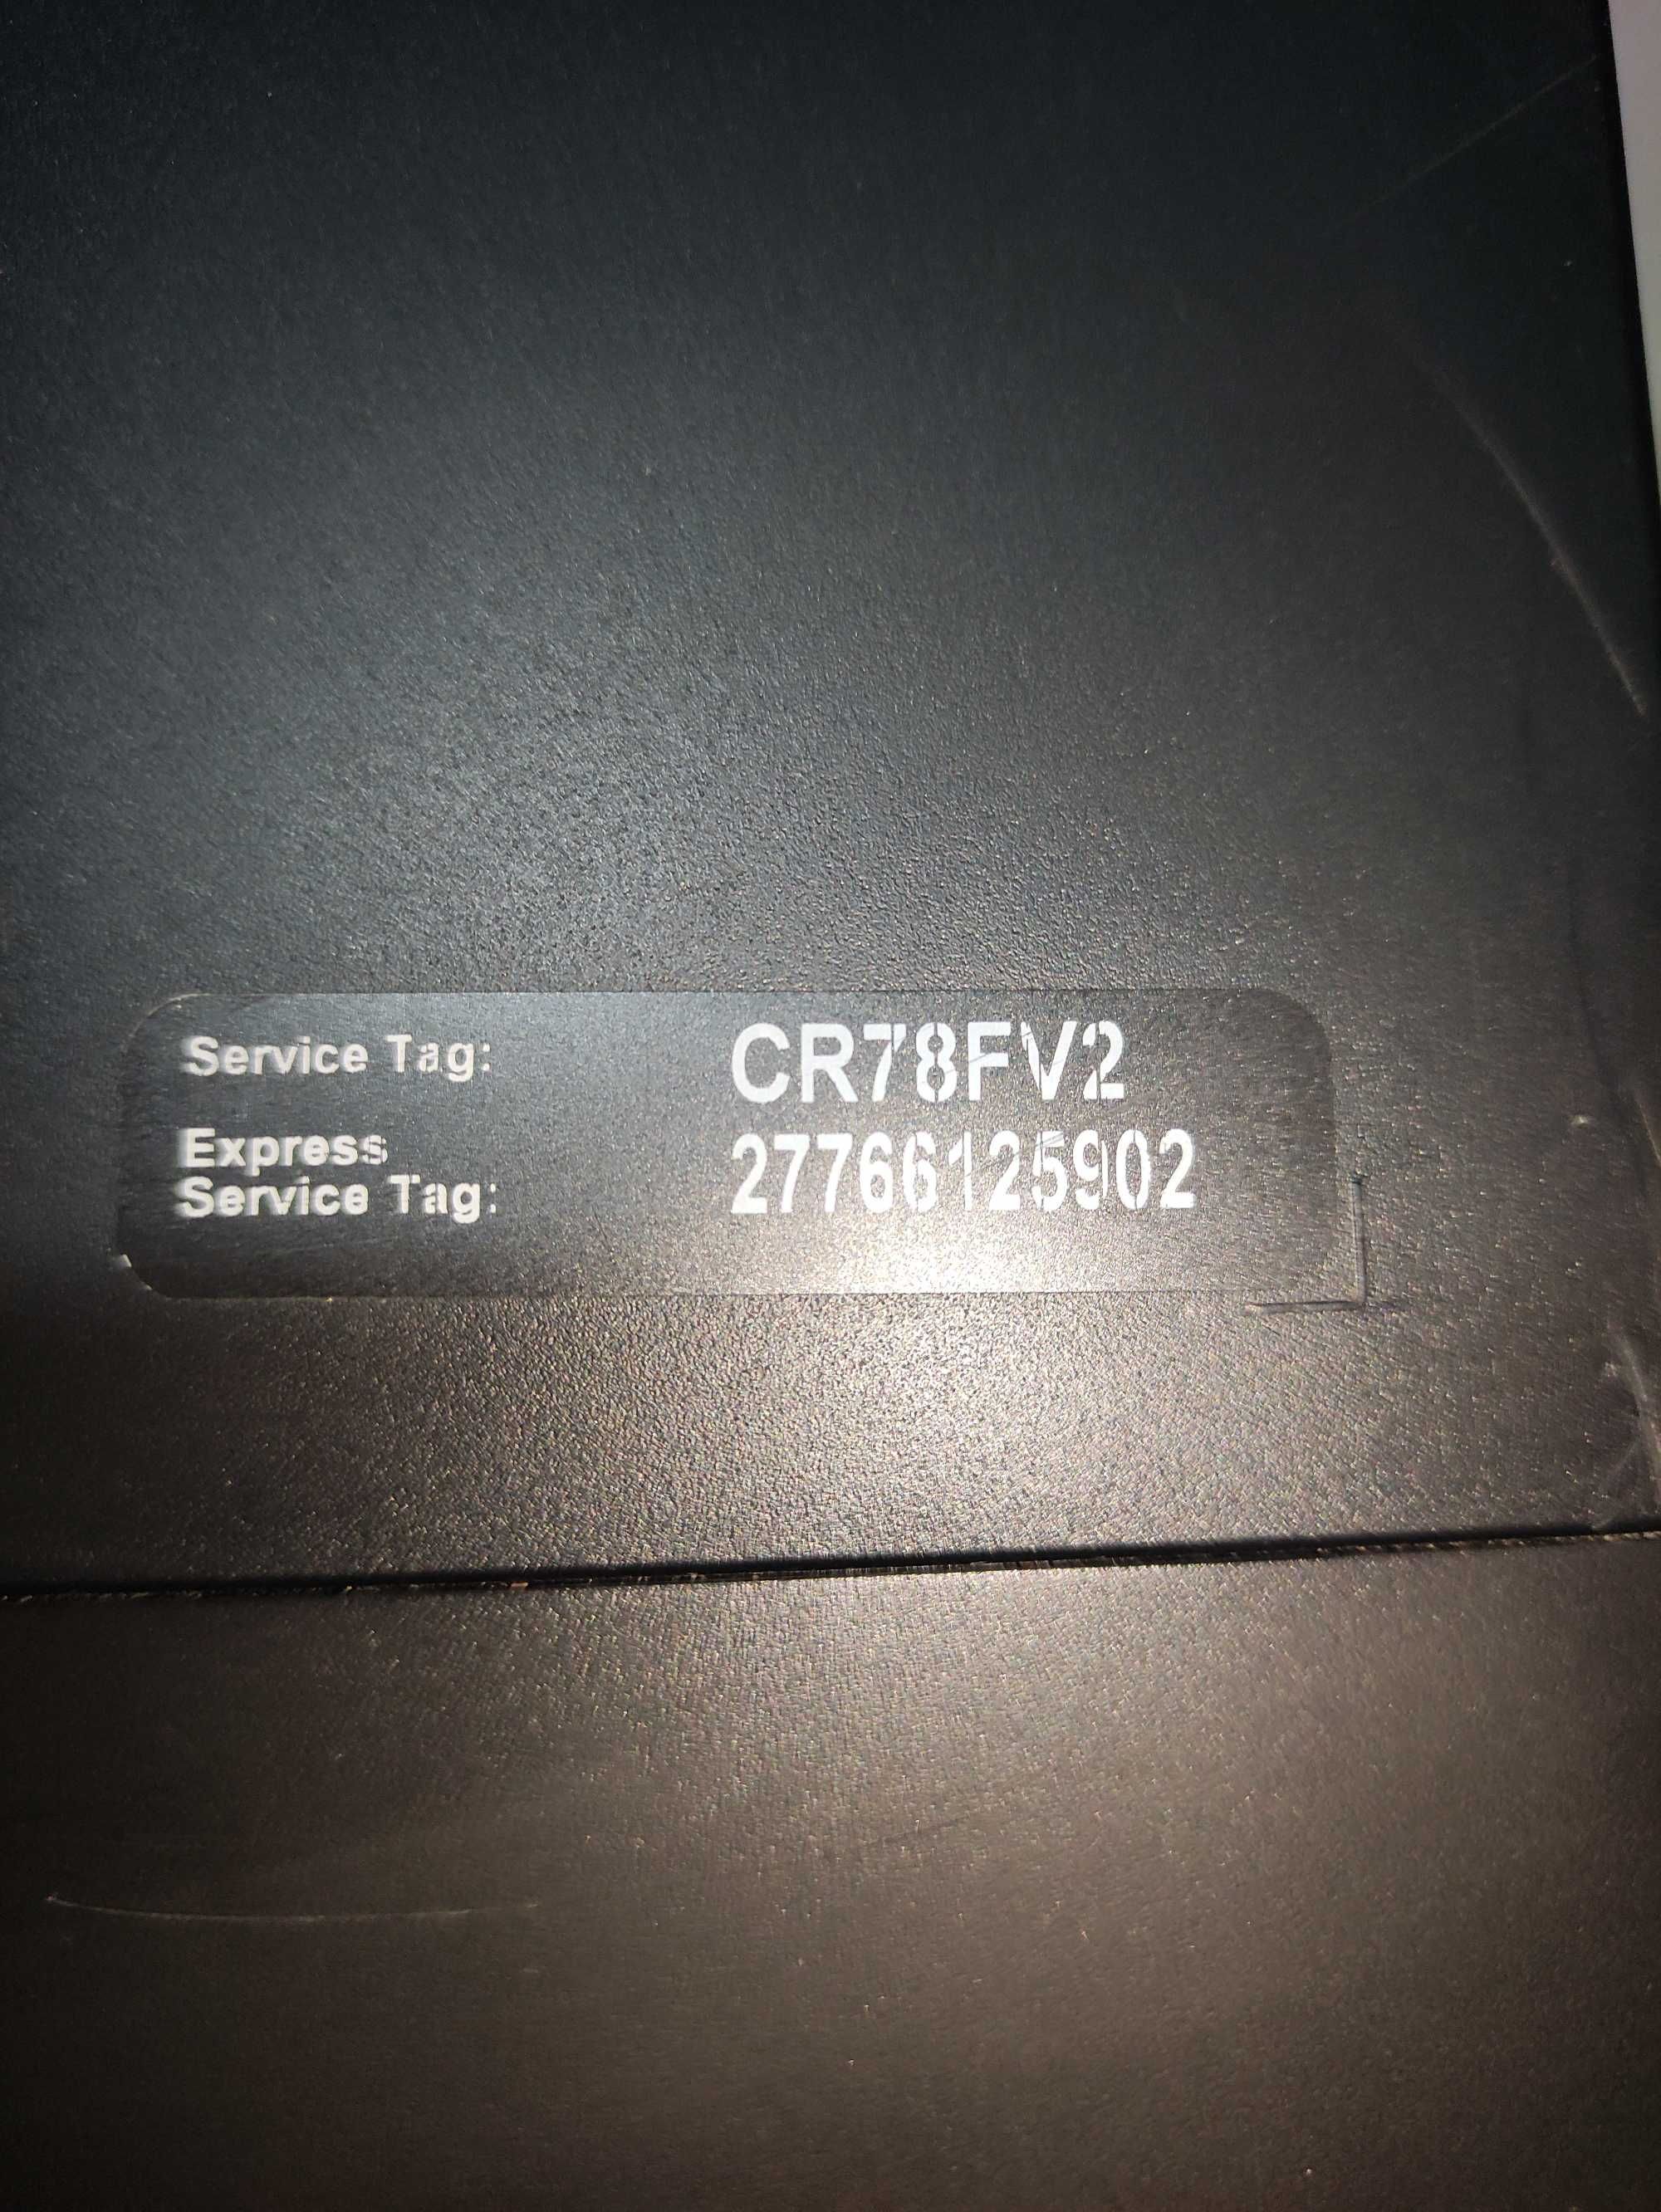 Service Tag: CR78FV2
Express
Service Tag: 27766125902